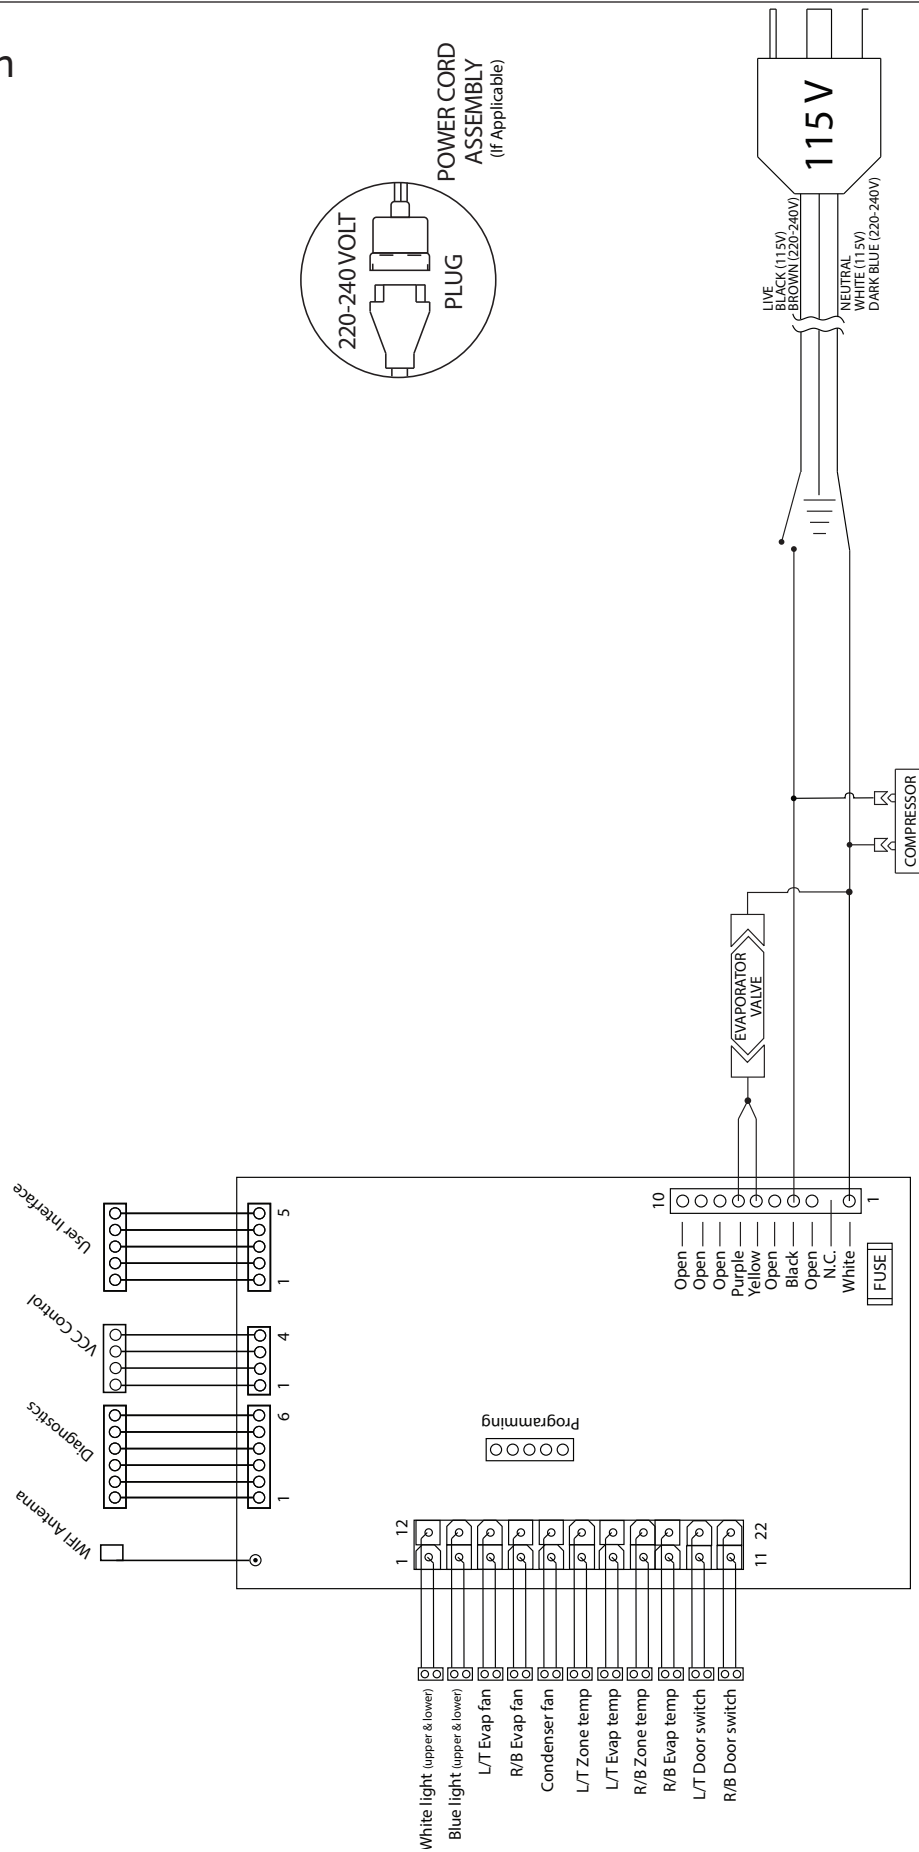 n
POWER CORD
ASSEMBLY
(If Applicable)
220-240 VOLT
PLUG
115 V
LIVE
BLACK (115V)
BROWN (220-240V)
NEUTRAL
WHITE (115V)
DARK BLUE (220-240V)
COMPRESSOR
EVAPORATOR
VALVE
User Interface
5
1
VCC Control
4
1
Diagnostics
6
1
WIFI Antenna
10
1
Open
Open
Open
Purple
Yellow
Open
Black
Open
N.C.
White
FUSE
Programming
12
1
22
11
White light (upper & lower)
Blue light (upper & lower)
L/T Evap fan
R/B Evap fan
Condenser fan
L/T Zone temp
L/T Evap temp
R/B Zone temp
R/B Evap temp
L/T Door switch
R/B Door switch